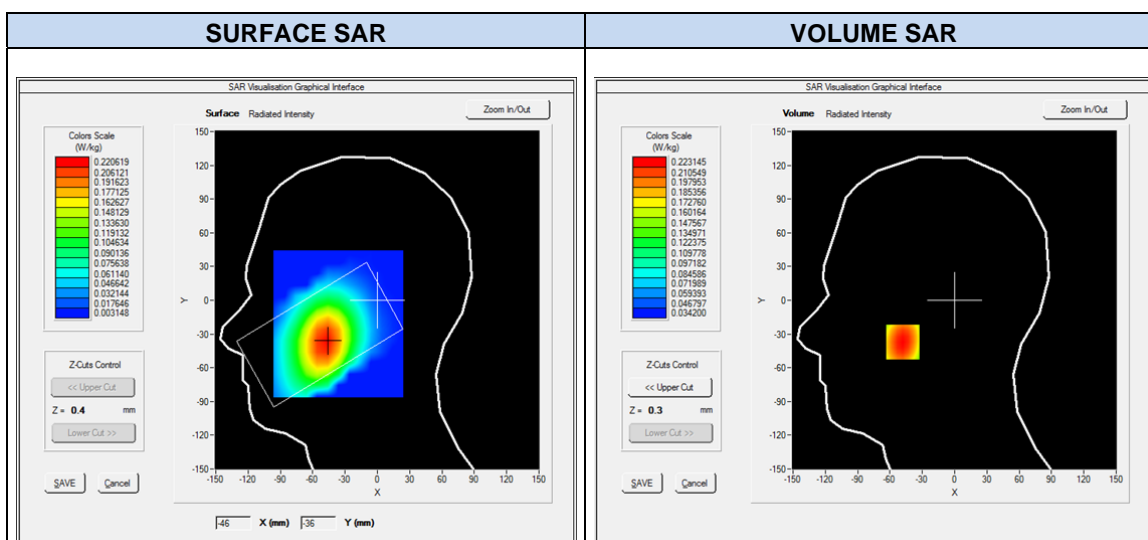 SURFACE SAR
VOLUME SAR
SAR Visualisation Graphical Interface
Surface Radiated Intensity
Zoom In/Out
Colors Scale
(W/kg)
0.220619
0.206121
0.191623
0.177125
0.162627
0.148129
0.133630
0.119132
0.104634
0.090136
0.075638
0.061140
0.046642
0.032144
0.017646
0.003148
Z-Cuts Control
<< Upper Cut
Z = 0.4 mm
Lower Cut >>
SAVE Cancel
150
120
90
60
30
0
-30
-60
-90
-120
-150
Y
-150 -120 -90 -60 -30 0 30 60 90 120 150
X
-46 X (mm) -36 Y (mm)
SAR Visualisation Graphical Interface
Volume Radiated Intensity
Zoom In/Out
Colors Scale
(W/kg)
0.223145
0.210549
0.197953
0.185356
0.172760
0.160164
0.147567
0.134971
0.122375
0.109778
0.097182
0.084586
0.071989
0.059393
0.046797
0.034200
Z-Cuts Control
<< Upper Cut
Z = 0.3 mm
Lower Cut >>
SAVE Cancel
150
120
90
60
30
0
-30
-60
-90
-120
-150
Y
-150 -120 -90 -60 -30 0 30 60 90 120 150
X